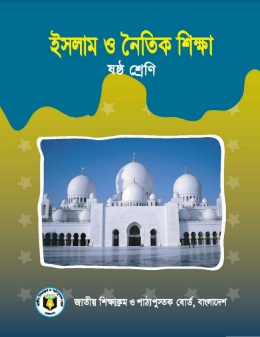 ইসলাম ও নৈতিক শিক্ষা
ষষ্ঠ শ্রেণি
জাতীয় শিক্ষাক্রম ও পাঠ্যপুস্তক বোর্ড, বাংলাদেশ